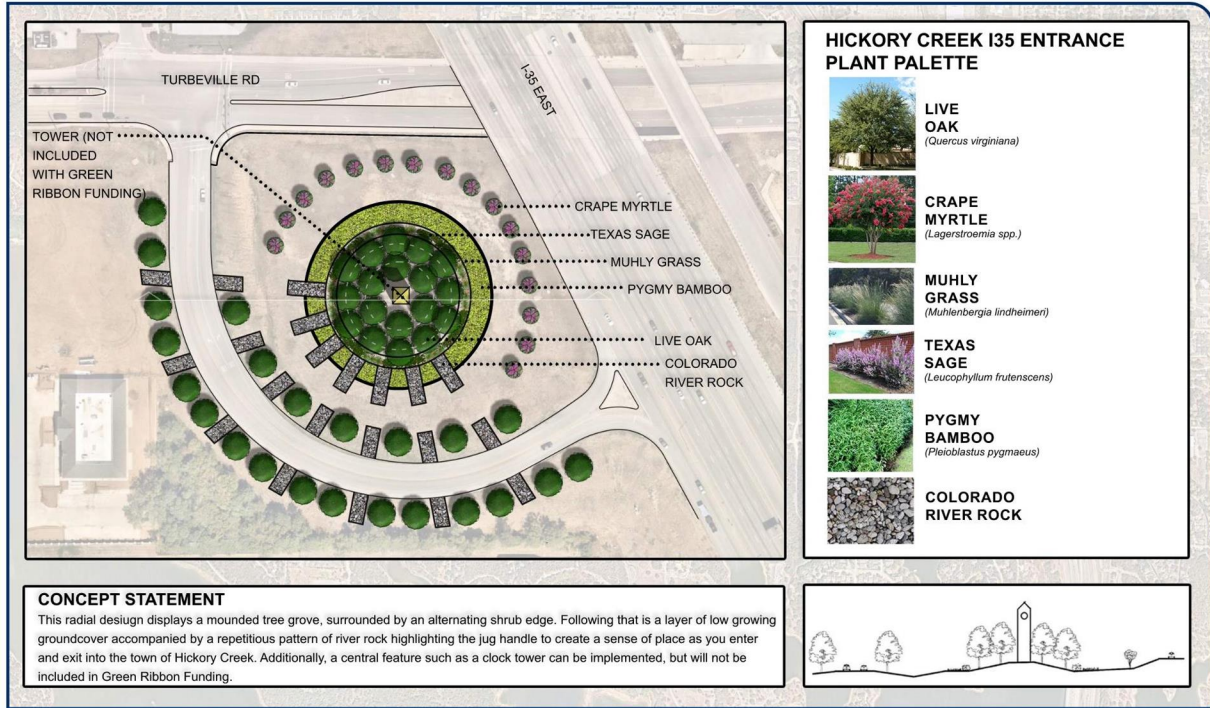 TURBEVILLE RD
I-35 EAST
TOWER (NOT
INCLUDED
WITH GREEN
RIBBON FUNDING)
CRAPE MYRTLE
TEXAS SAGE
MUHLY GRASS
PYGMY BAMBOO
LIVE OAK
COLORADO
RIVER ROCK
HICKORY CREEK I35 ENTRANCE
PLANT PALETTE
LIVE
OAK
(Quercus virginiana)
CRAPE
MYRTLE
(Lagerstroemia spp.)
MUHLY
GRASS
(Muhlenbergia lindheimeri)
TEXAS
SAGE
(Leucophyllum frutenscens)
PYGMY
BAMBOO
(Pleioblastus pygmaeus)
COLORADO
RIVER ROCK
CONCEPT STATEMENT
This radial desiugn displays a mounded tree grove, surrounded by an alternating shrub edge. Following that is a layer of low growing
groundcover accompanied by a repetitious pattern of river rock highlighting the jug handle to create a sense of place as you enter
and exit into the town of Hickory Creek. Additionally, a central feature such as a clock tower can be implemented, but will not be
included in Green Ribbon Funding.